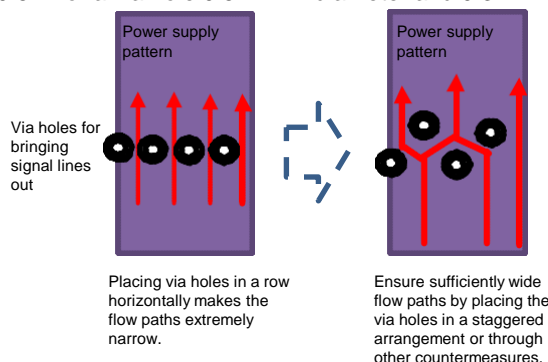 Power supply
pattern
Power supply
pattern
Via holes for
bringing
signal lines
out
Placing via holes in a row
horizontally makes the
flow paths extremely
narrow.
Ensure sufficiently wide
flow paths by placing the
via holes in a staggered
arrangement or through
other countermeasures.